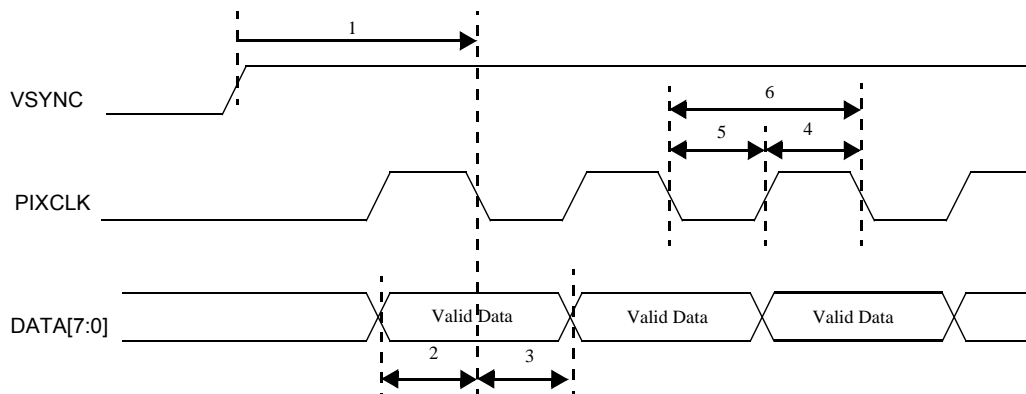 1
VSYNC
6
5 4
PIXCLK
DATA[7:0] Valid Data Valid Data Valid Data
2 3